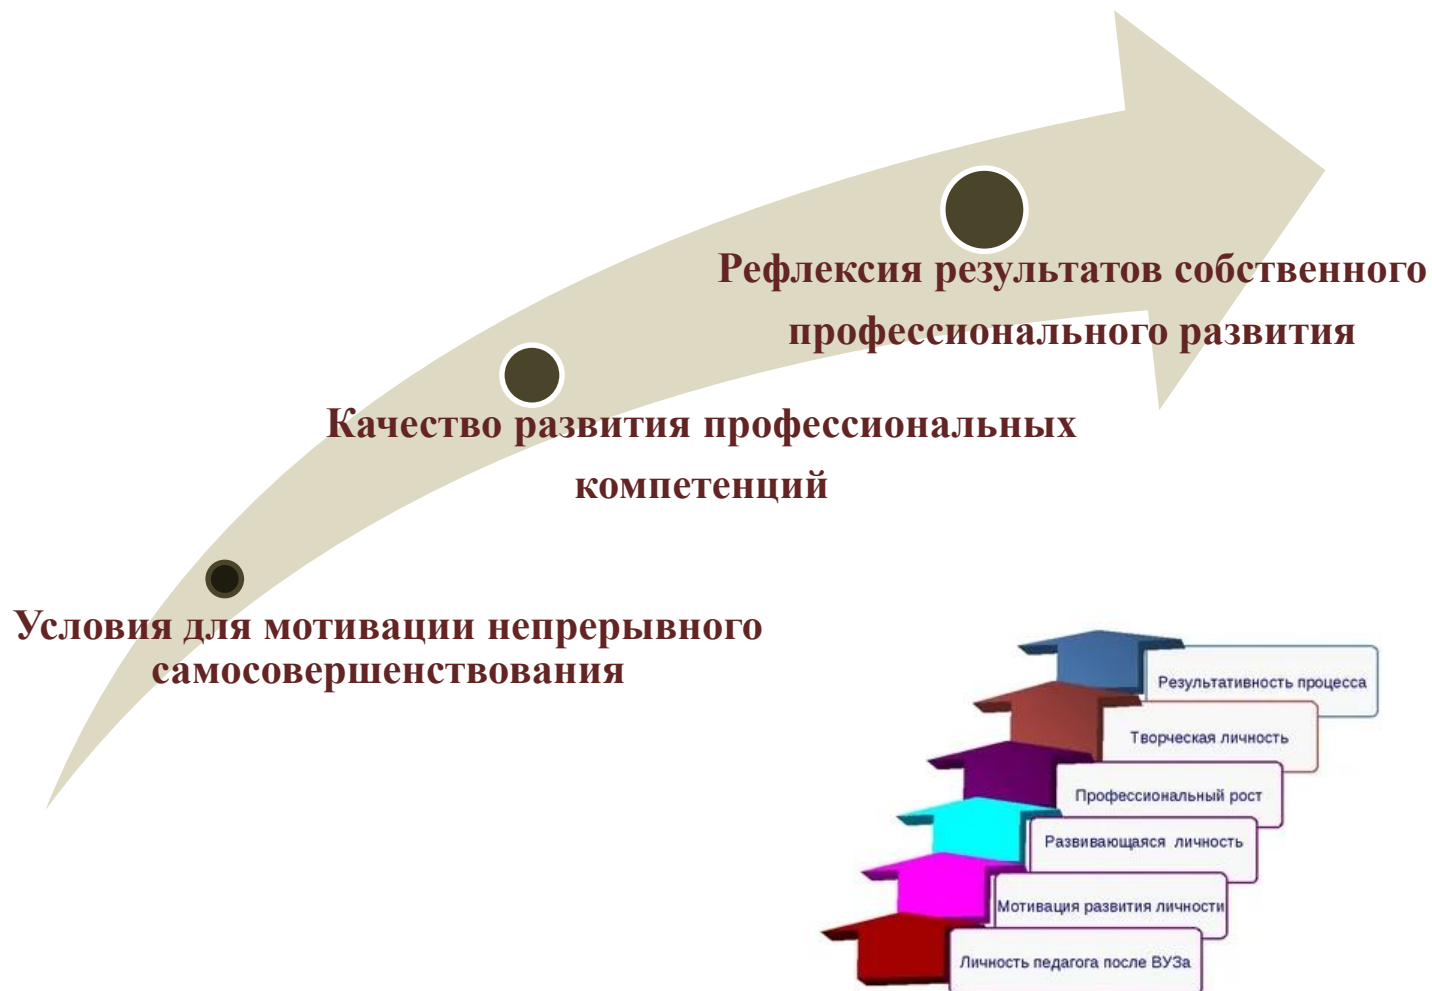 Рефлексия результатов собственного
профессионального развития
Качество развития профессиональных
компетенций
Условия для мотивации непрерывного
самосовершенствования
Результативность процесса
Творческая личность
Профессиональный рост
Развивающаяся личность
Мотивация развития личности
Личность педагога после ВУЗа